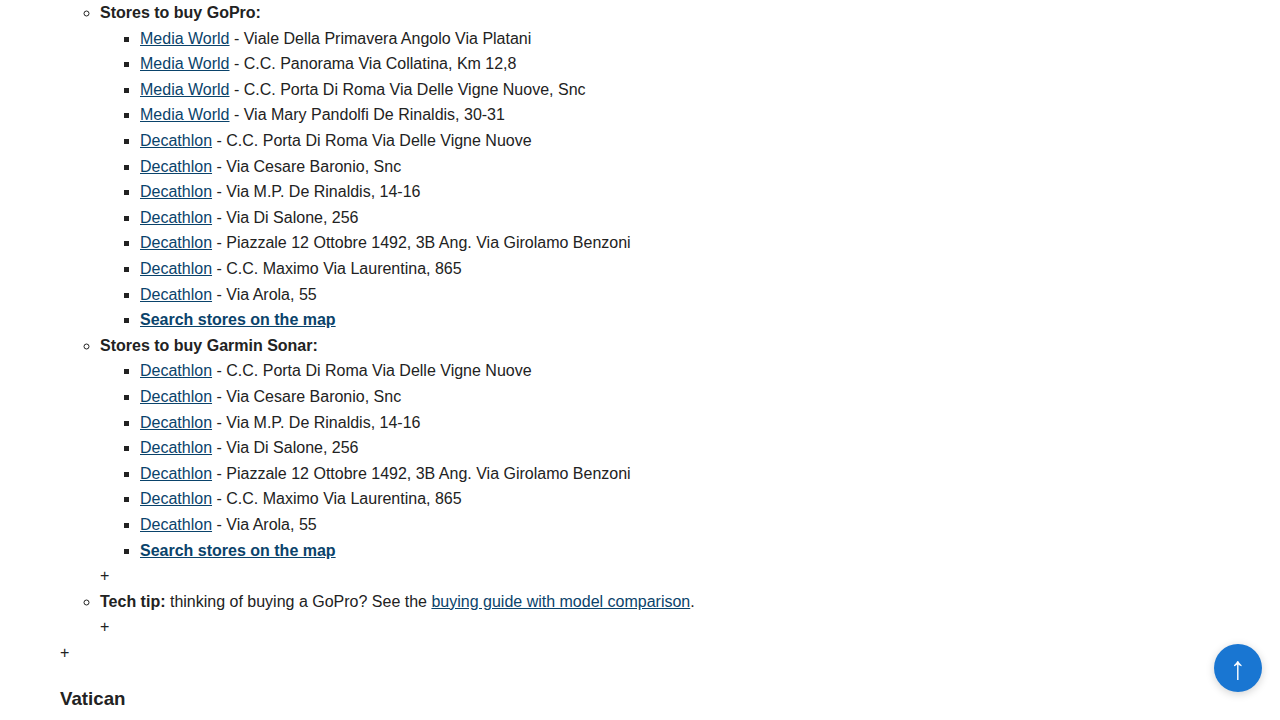 Stores to buy GoPro:
Media World - Viale Della Primavera Angolo Via Platani
Media World - C.C. Panorama Via Collatina, Km 12,8
Media World - C.C. Porta Di Roma Via Delle Vigne Nuove, Snc
Media World - Via Mary Pandolfi De Rinaldis, 30-31
Decathlon - C.C. Porta Di Roma Via Delle Vigne Nuove
Decathlon - Via Cesare Baronio, Snc
Decathlon - Via M.P. De Rinaldis, 14-16
Decathlon - Via Di Salone, 256
Decathlon - Piazzale 12 Ottobre 1492, 3B Ang. Via Girolamo Benzoni
Decathlon - C.C. Maximo Via Laurentina, 865
Decathlon - Via Arola, 55
Search stores on the map
Stores to buy Garmin Sonar:
Decathlon - C.C. Porta Di Roma Via Delle Vigne Nuove
Decathlon - Via Cesare Baronio, Snc
Decathlon - Via M.P. De Rinaldis, 14-16
Decathlon - Via Di Salone, 256
Decathlon - Piazzale 12 Ottobre 1492, 3B Ang. Via Girolamo Benzoni
Decathlon - C.C. Maximo Via Laurentina, 865
Decathlon - Via Arola, 55
Search stores on the map
+
Tech tip: thinking of buying a GoPro? See the buying guide with model comparison.
+
+
↑
Vatican